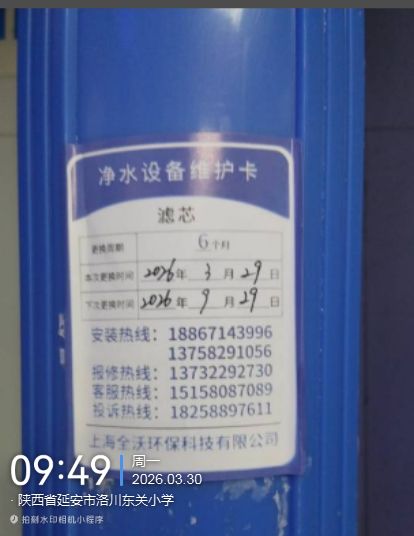 净水设备维护卡
滤芯
更换周期 6个月
本次更换时间 2026年3月29日
下次更换时间 2026年9月29日
安装热线：18867143996
13758291056
报修热线：13732292730
客服热线：15158087089
投诉热线：18258897611
上海全沃环保科技有限公司
09:49
周一
2026.03.30
· 陕西省延安市洛川东关小学
拍刻水印相机小程序